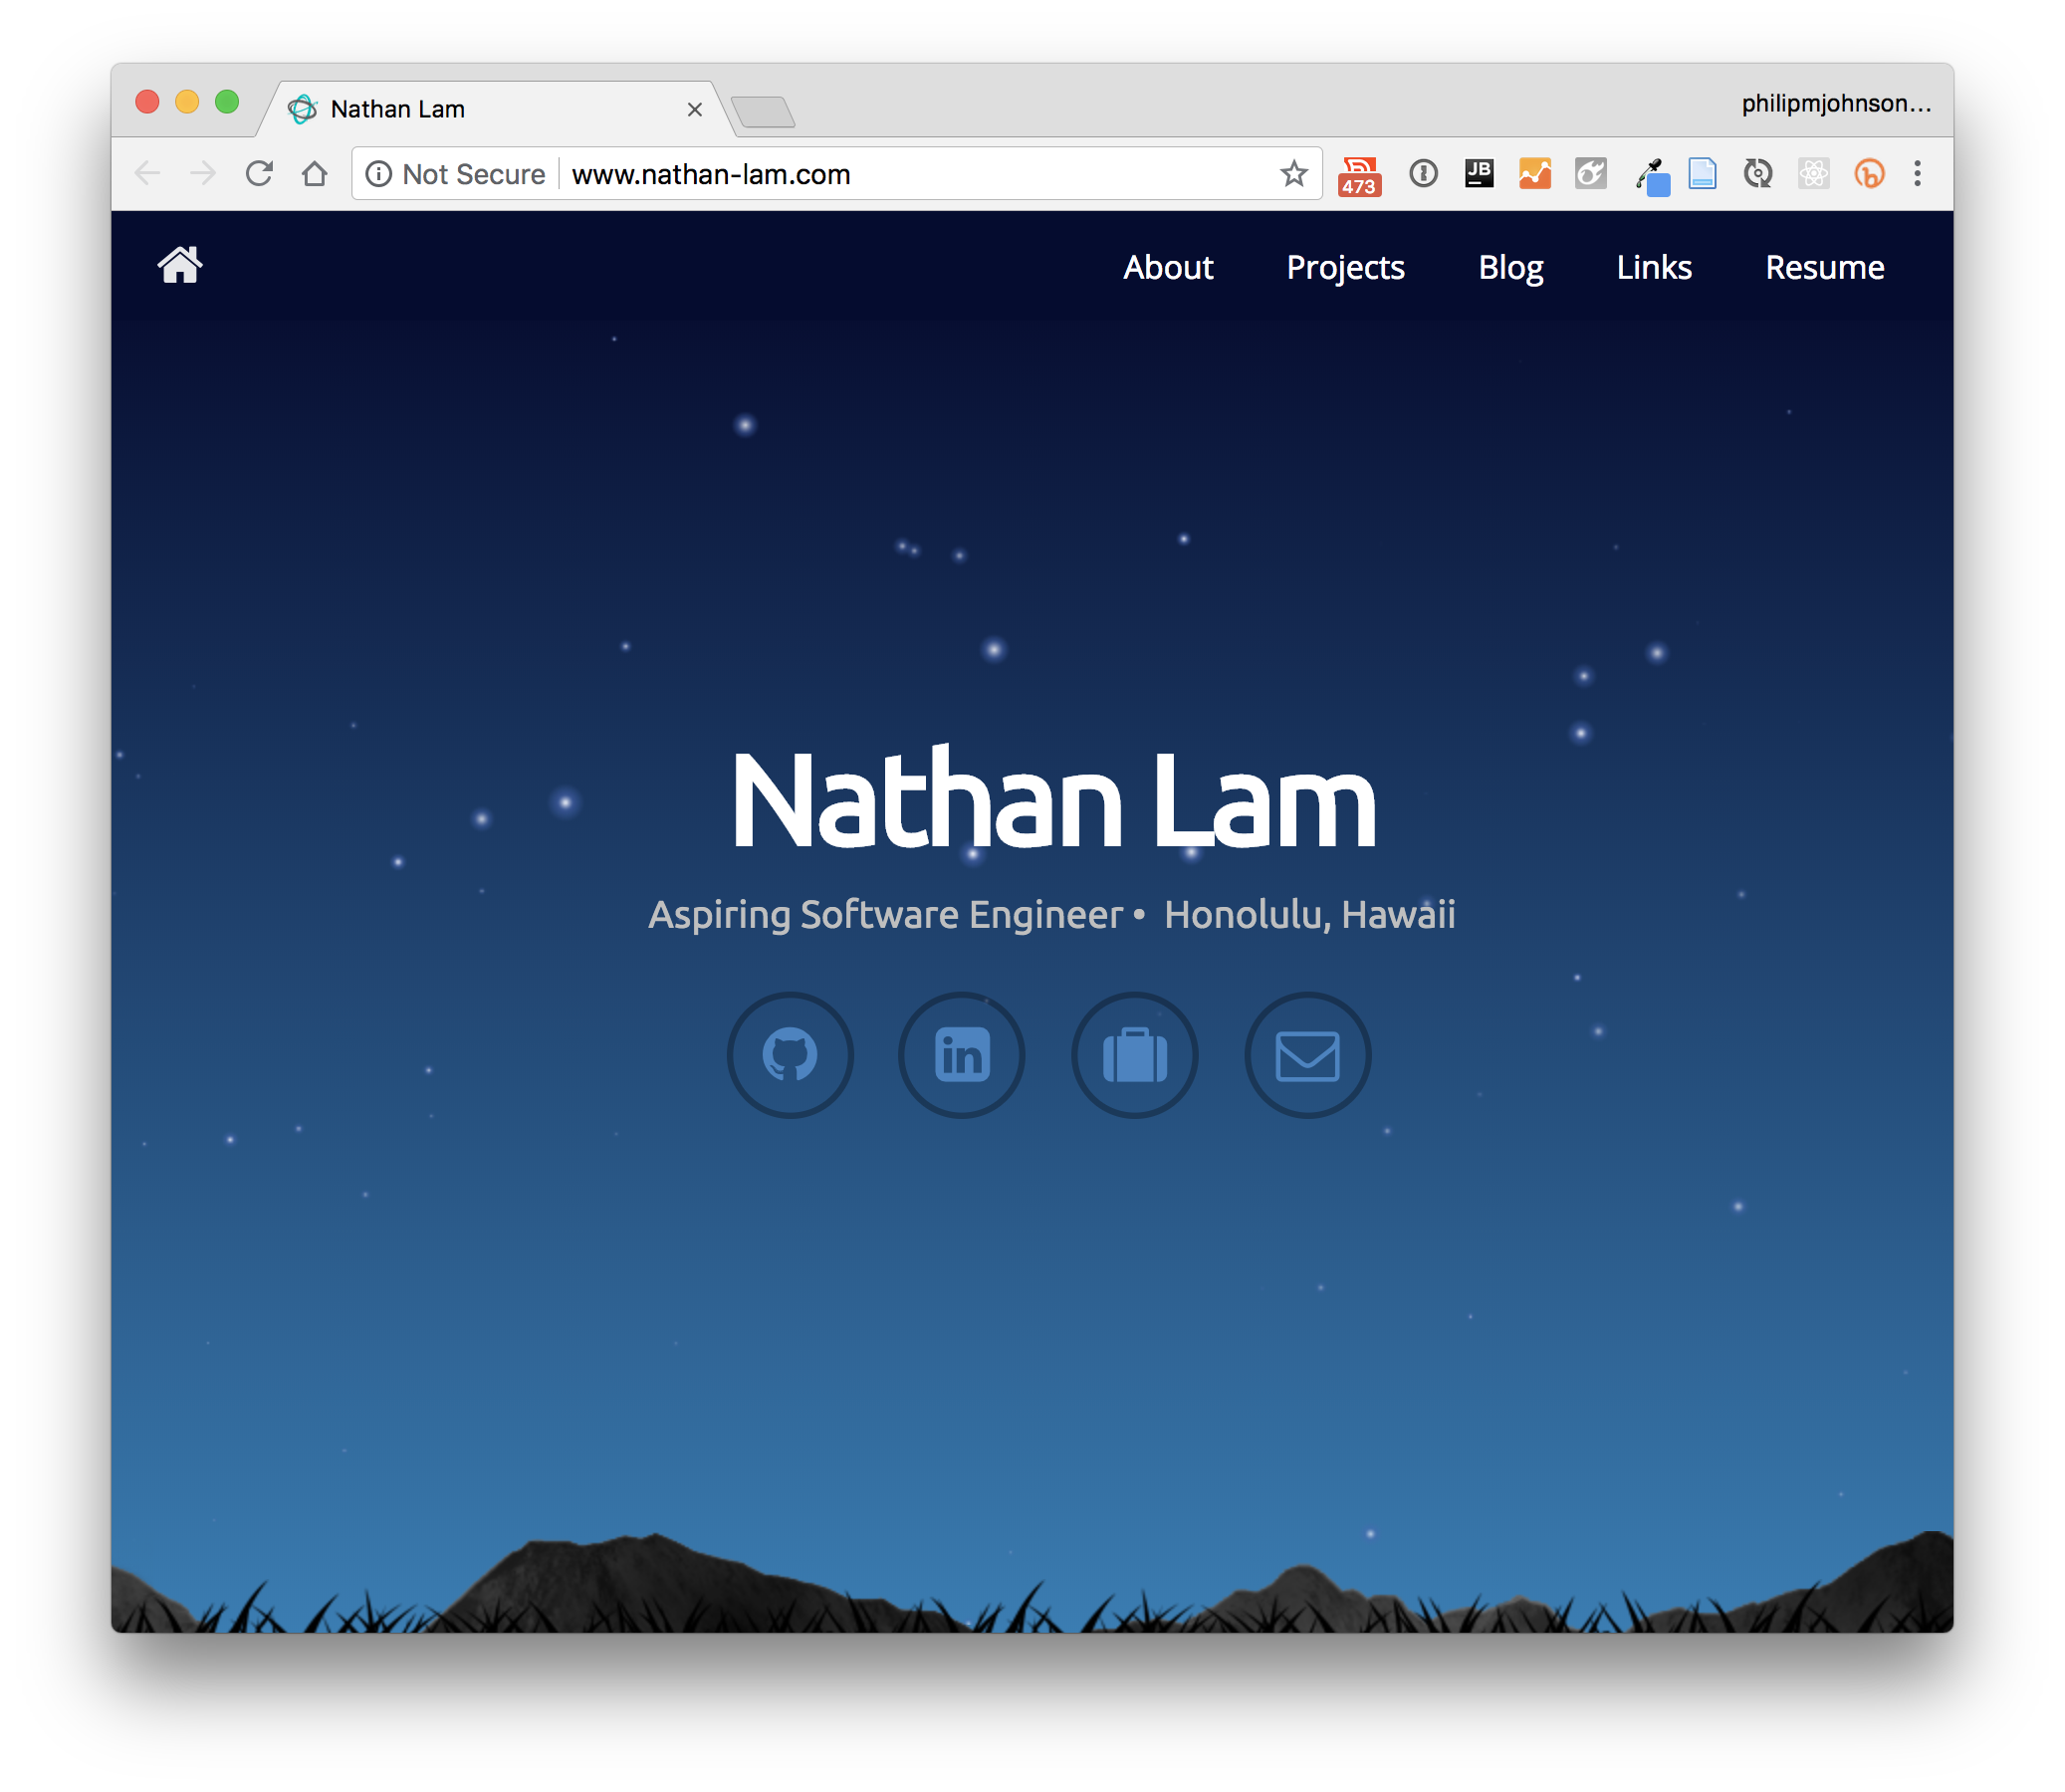 Nathan Lam
philipmjohnson...
Not Secure www.nathan-lam.com
473
JB
About Projects Blog Links Resume
Nathan Lam
Aspiring Software Engineer • Honolulu, Hawaii
in